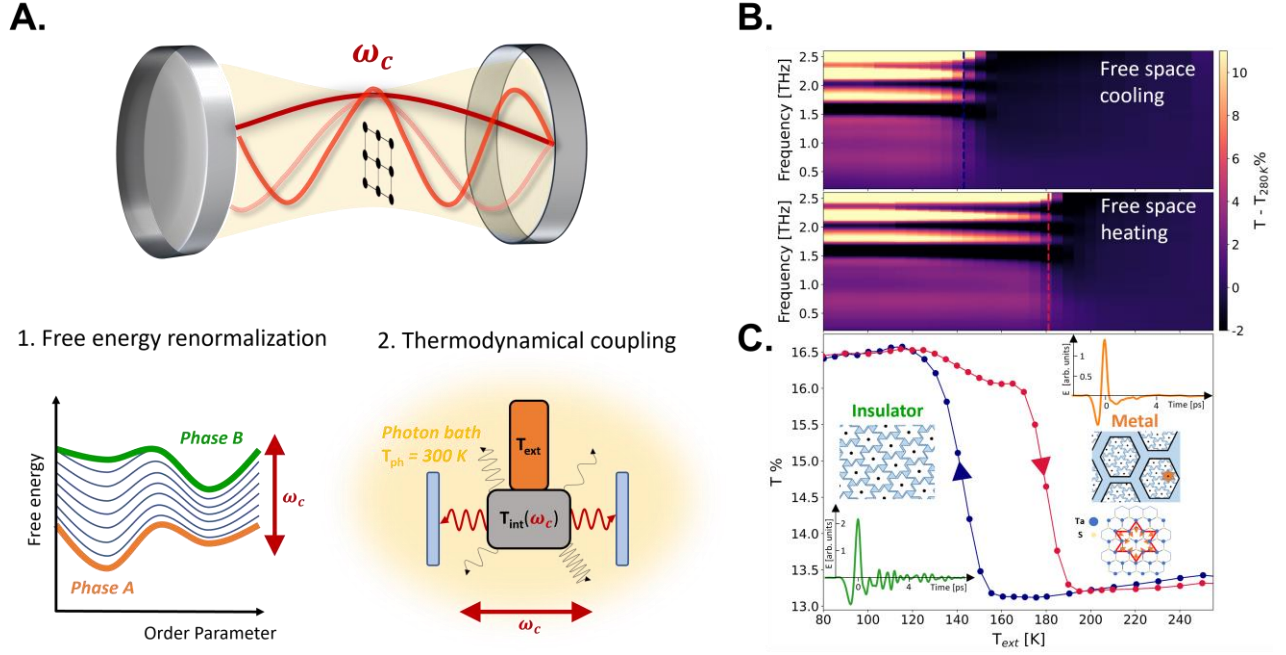 A.
ω_c
1. Free energy renormalization
Free energy
Phase B
Phase A
ω_c
Order Parameter
2. Thermodynamical coupling
Photon bath
T_ph = 300 K
T_ext
T_int(ω_c)
ω_c
B.
Frequency [THz]
2.5
2.0
1.5
1.0
0.5
Free space
cooling
Frequency [THz]
2.5
2.0
1.5
1.0
0.5
Free space
heating
10
8
6
4
2
0
-2
T - T_280K%
C.
T %
16.5
16.0
15.5
15.0
14.5
14.0
13.5
13.0
80
100
120
140
160
180
200
220
240
T_ext [K]
Insulator
E [arb. units]
2
1
0
4
Time [ps]
E [arb. units]
1
0.5
0
4
Time [ps]
Metal
Ta
S